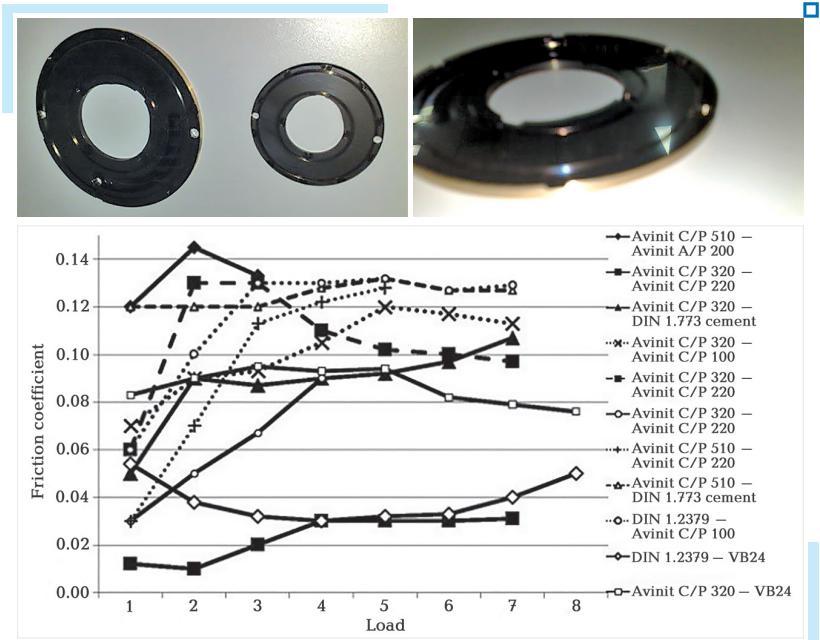 0.14
0.12
0.10
0.08
0.06
0.04
0.02
0.00
Friction coefficient
1 2 3 4 5 6 7 8
Load
Avinit C/P 510 —
Avinit A/P 200
Avinit C/P 320 —
Avinit C/P 220
Avinit C/P 320 —
DIN 1.773 cement
Avinit C/P 320 —
Avinit C/P 100
Avinit C/P 320 —
Avinit C/P 220
Avinit C/P 320 —
Avinit C/P 220
Avinit C/P 510 —
Avinit C/P 220
Avinit C/P 510 —
DIN 1.773 cement
DIN 1.2379 —
Avinit C/P 100
DIN 1.2379 — VB24
Avinit C/P 320 — VB24